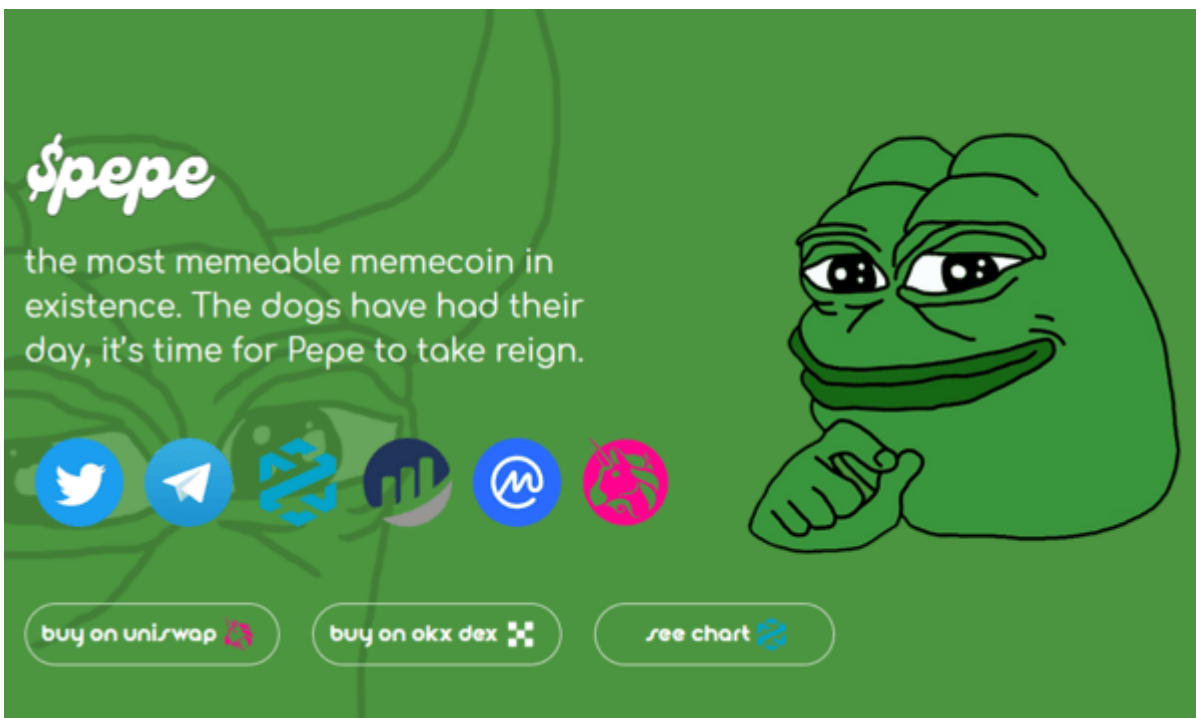 $pepe
the most memeable memecoin in
existence. The dogs have had their
day, it's time for Pepe to take reign.
buy on uniswap
buy on okx dex
see chart